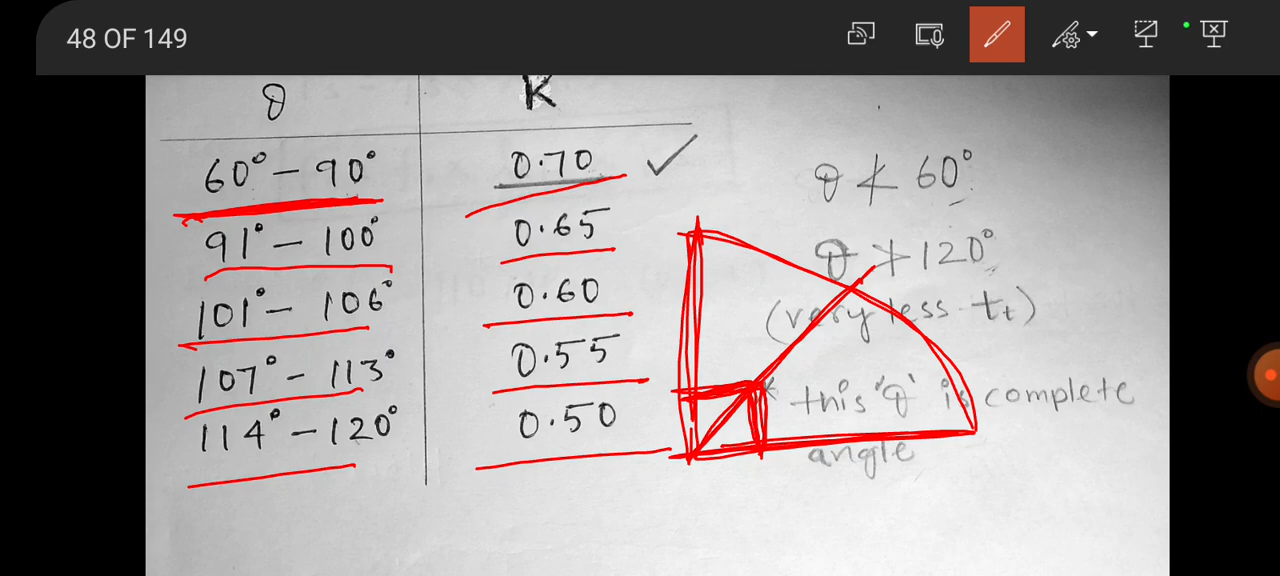 48 OF 149
θ K
60° - 90° 0.70 ✓
91° - 100° 0.65
101° - 106° 0.60
107° - 113° 0.55
114° - 120° 0.50
θ ≮ 60°
θ ≯ 120°
(very less tt)
* this 'θ' is complete
angle